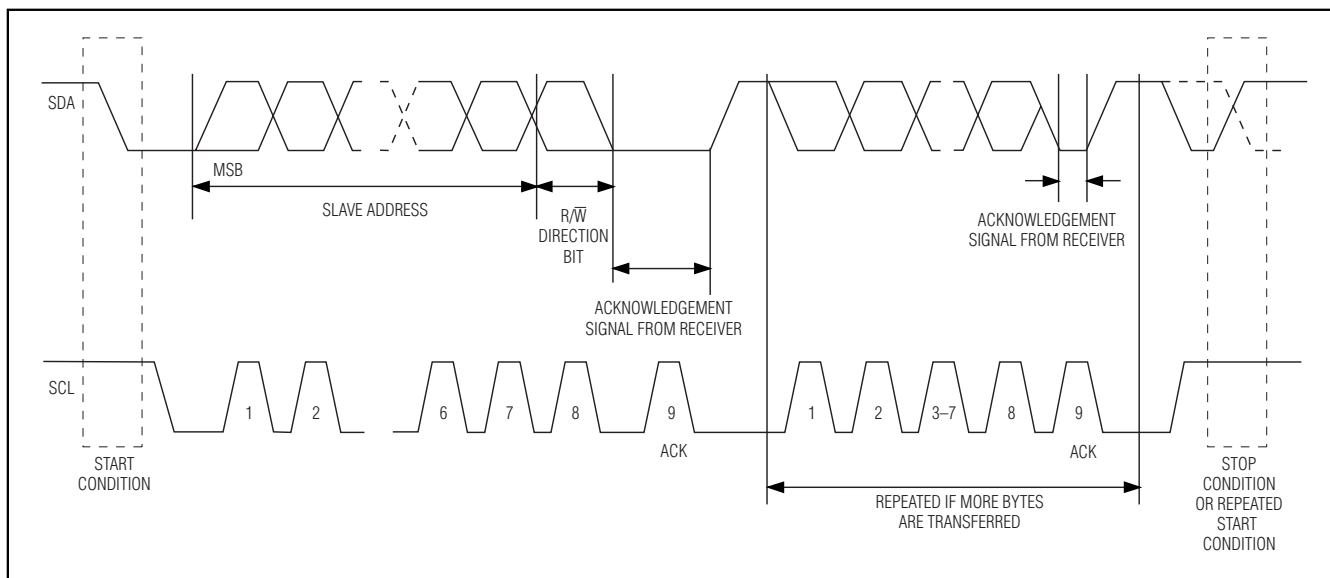 SDA
MSB
SLAVE ADDRESS
R/W̅
DIRECTION
BIT
ACKNOWLEDGEMENT
SIGNAL FROM RECEIVER
ACKNOWLEDGEMENT
SIGNAL FROM RECEIVER
SCL
1
2
6
7
8
9
1
2
3–7
8
9
ACK
ACK
START
CONDITION
REPEATED IF MORE BYTES
ARE TRANSFERRED
STOP
CONDITION
OR REPEATED
START
CONDITION